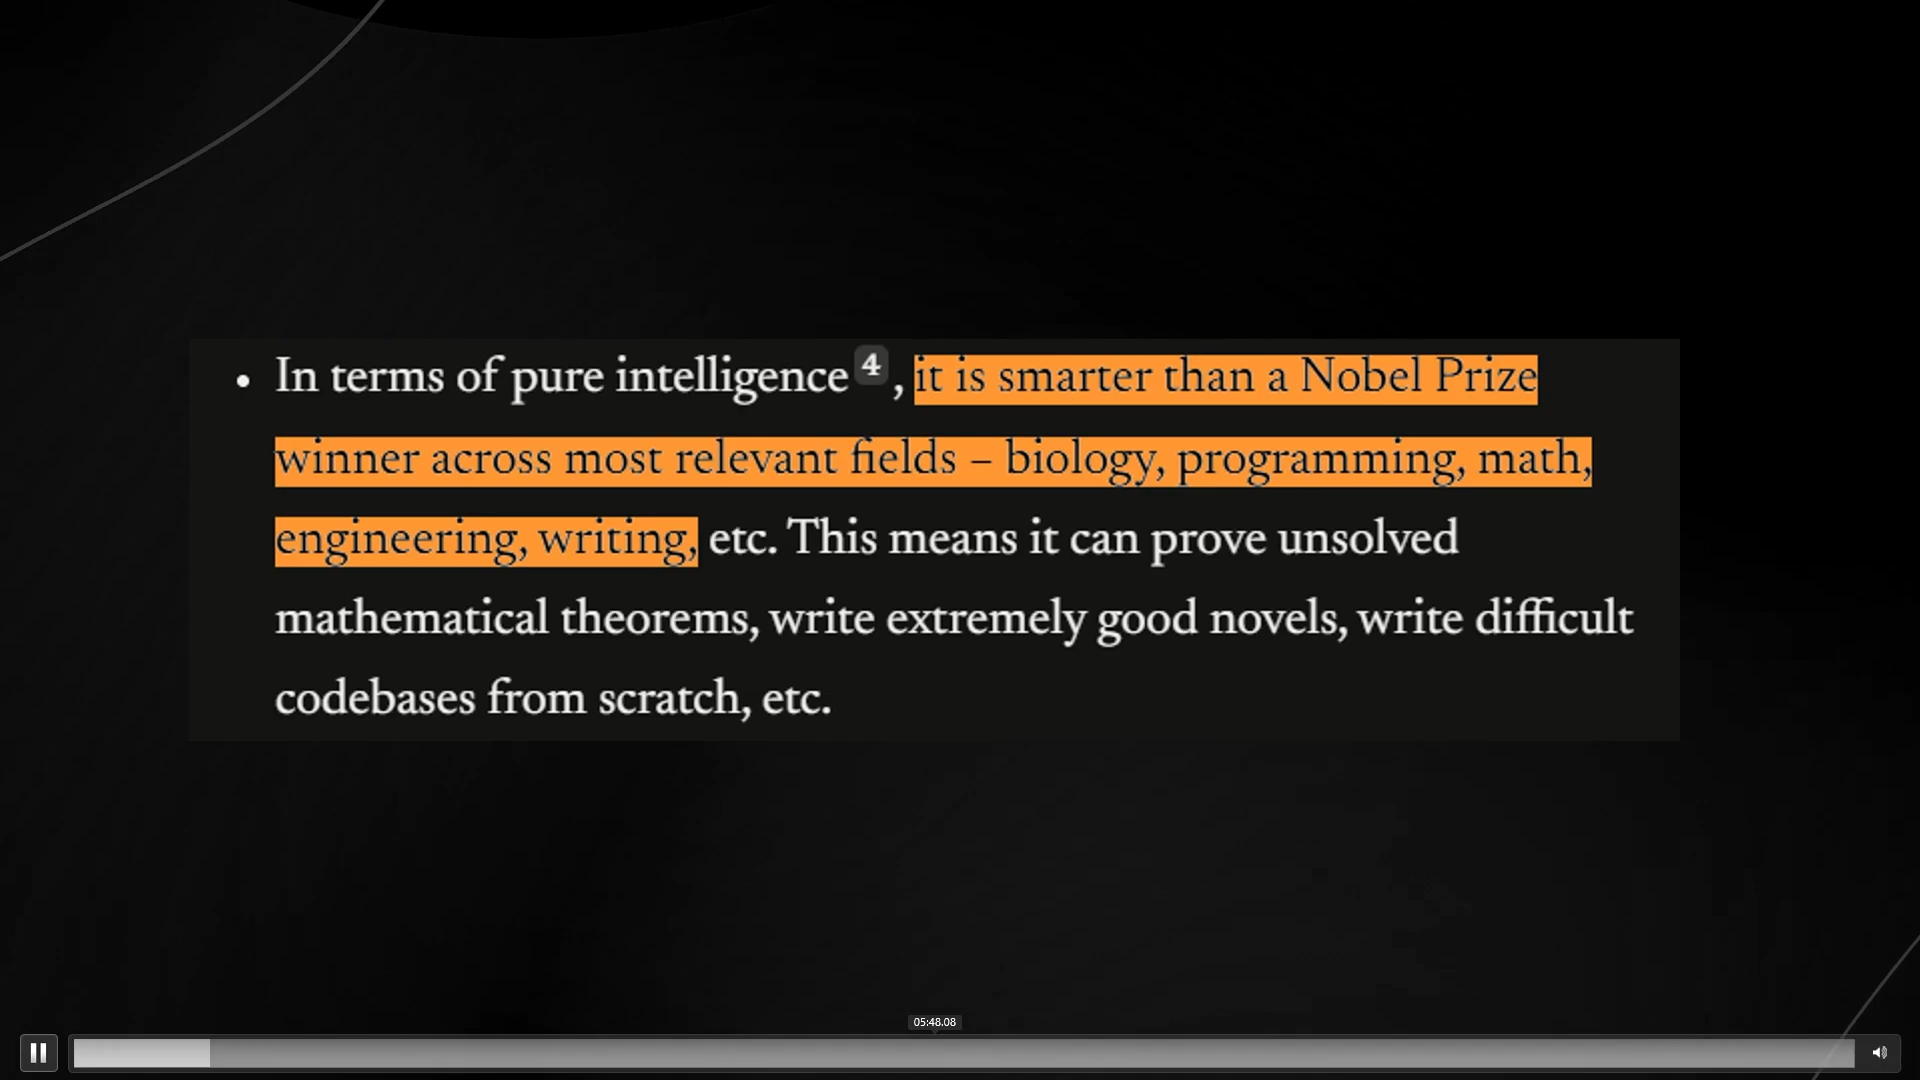 • In terms of pure intelligence 4 , it is smarter than a Nobel Prize
winner across most relevant fields – biology, programming, math,
engineering, writing, etc. This means it can prove unsolved
mathematical theorems, write extremely good novels, write difficult
codebases from scratch, etc.
05:48.08